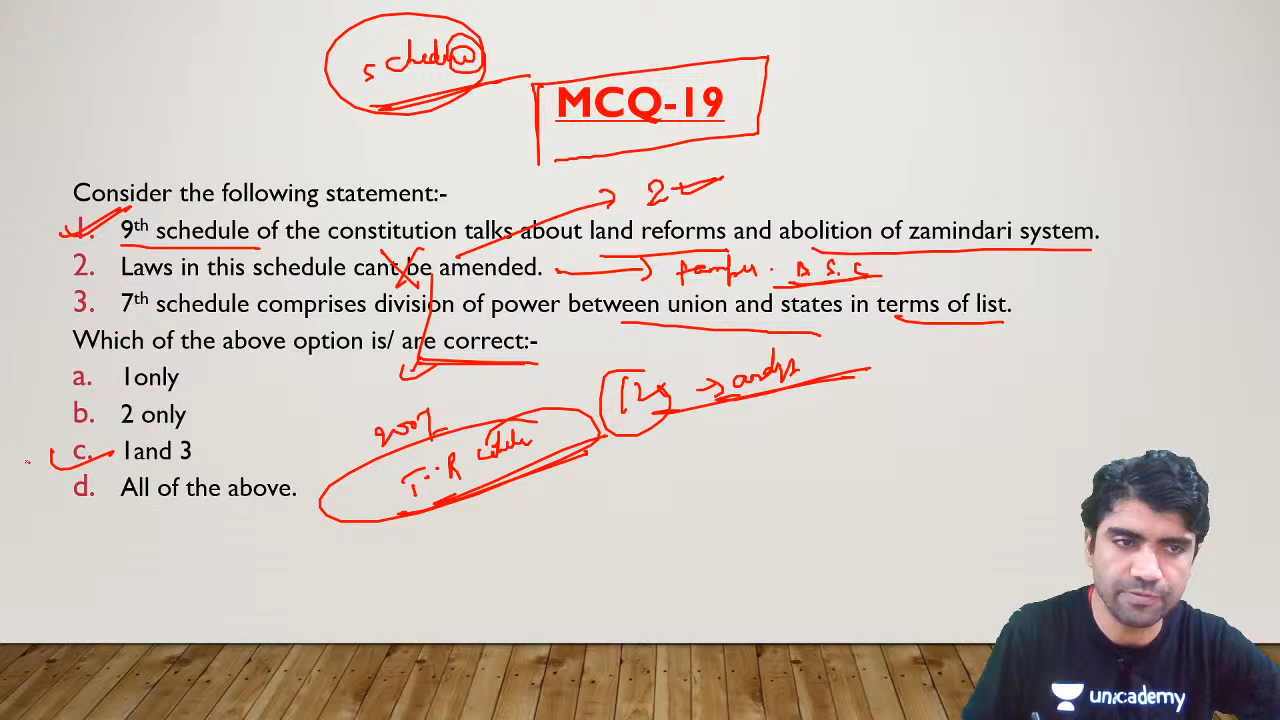 MCQ-19
Consider the following statement:-
2
1. 9th schedule of the constitution talks about land reforms and abolition of zamindari system.
2. Laws in this schedule cant be amended.
3. 7th schedule comprises division of power between union and states in terms of list.
Which of the above option is/ are correct:-
a. 1only
b. 2 only
c. 1and 3
d. All of the above.
2007
unacademy